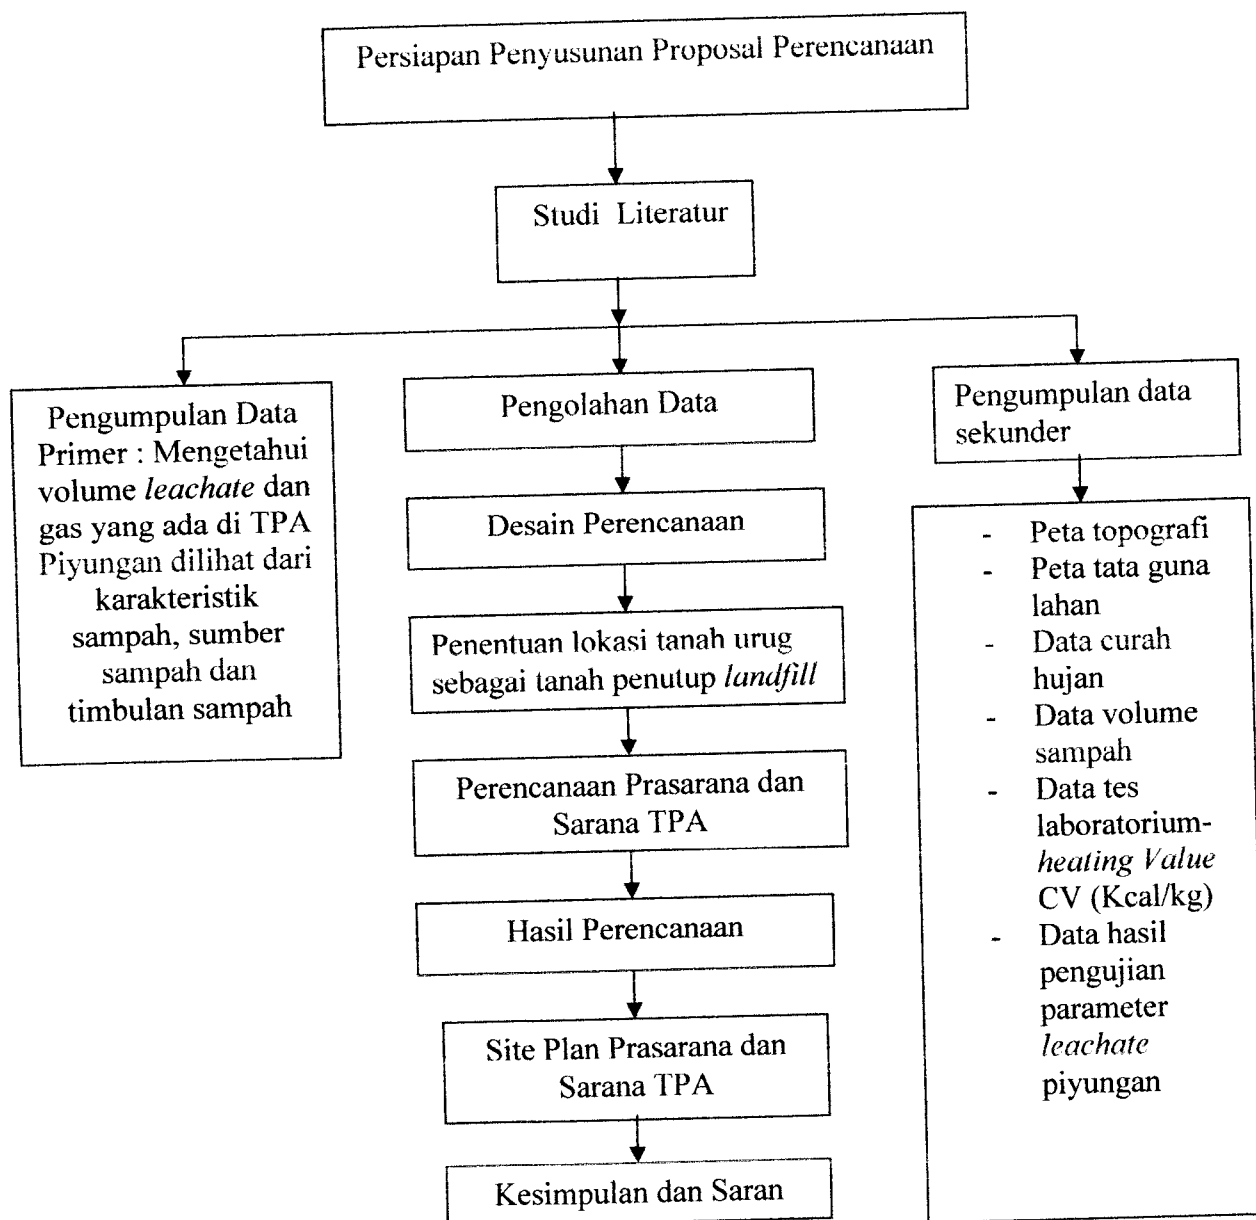 Persiapan Penyusunan Proposal Perencanaan
Studi Literatur
Pengumpulan Data
Primer : Mengetahui
volume leachate dan
gas yang ada di TPA
Piyungan dilihat dari
karakteristik
sampah, sumber
sampah dan
timbulan sampah
Pengolahan Data
Desain Perencanaan
Penentuan lokasi tanah urug
sebagai tanah penutup landfill
Perencanaan Prasarana dan
Sarana TPA
Hasil Perencanaan
Site Plan Prasarana dan
Sarana TPA
Kesimpulan dan Saran
Pengumpulan data
sekunder
- Peta topografi
- Peta tata guna
lahan
- Data curah
hujan
- Data volume
sampah
- Data tes
laboratorium-
heating Value
CV (Kcal/kg)
- Data hasil
pengujian
parameter
leachate
piyungan